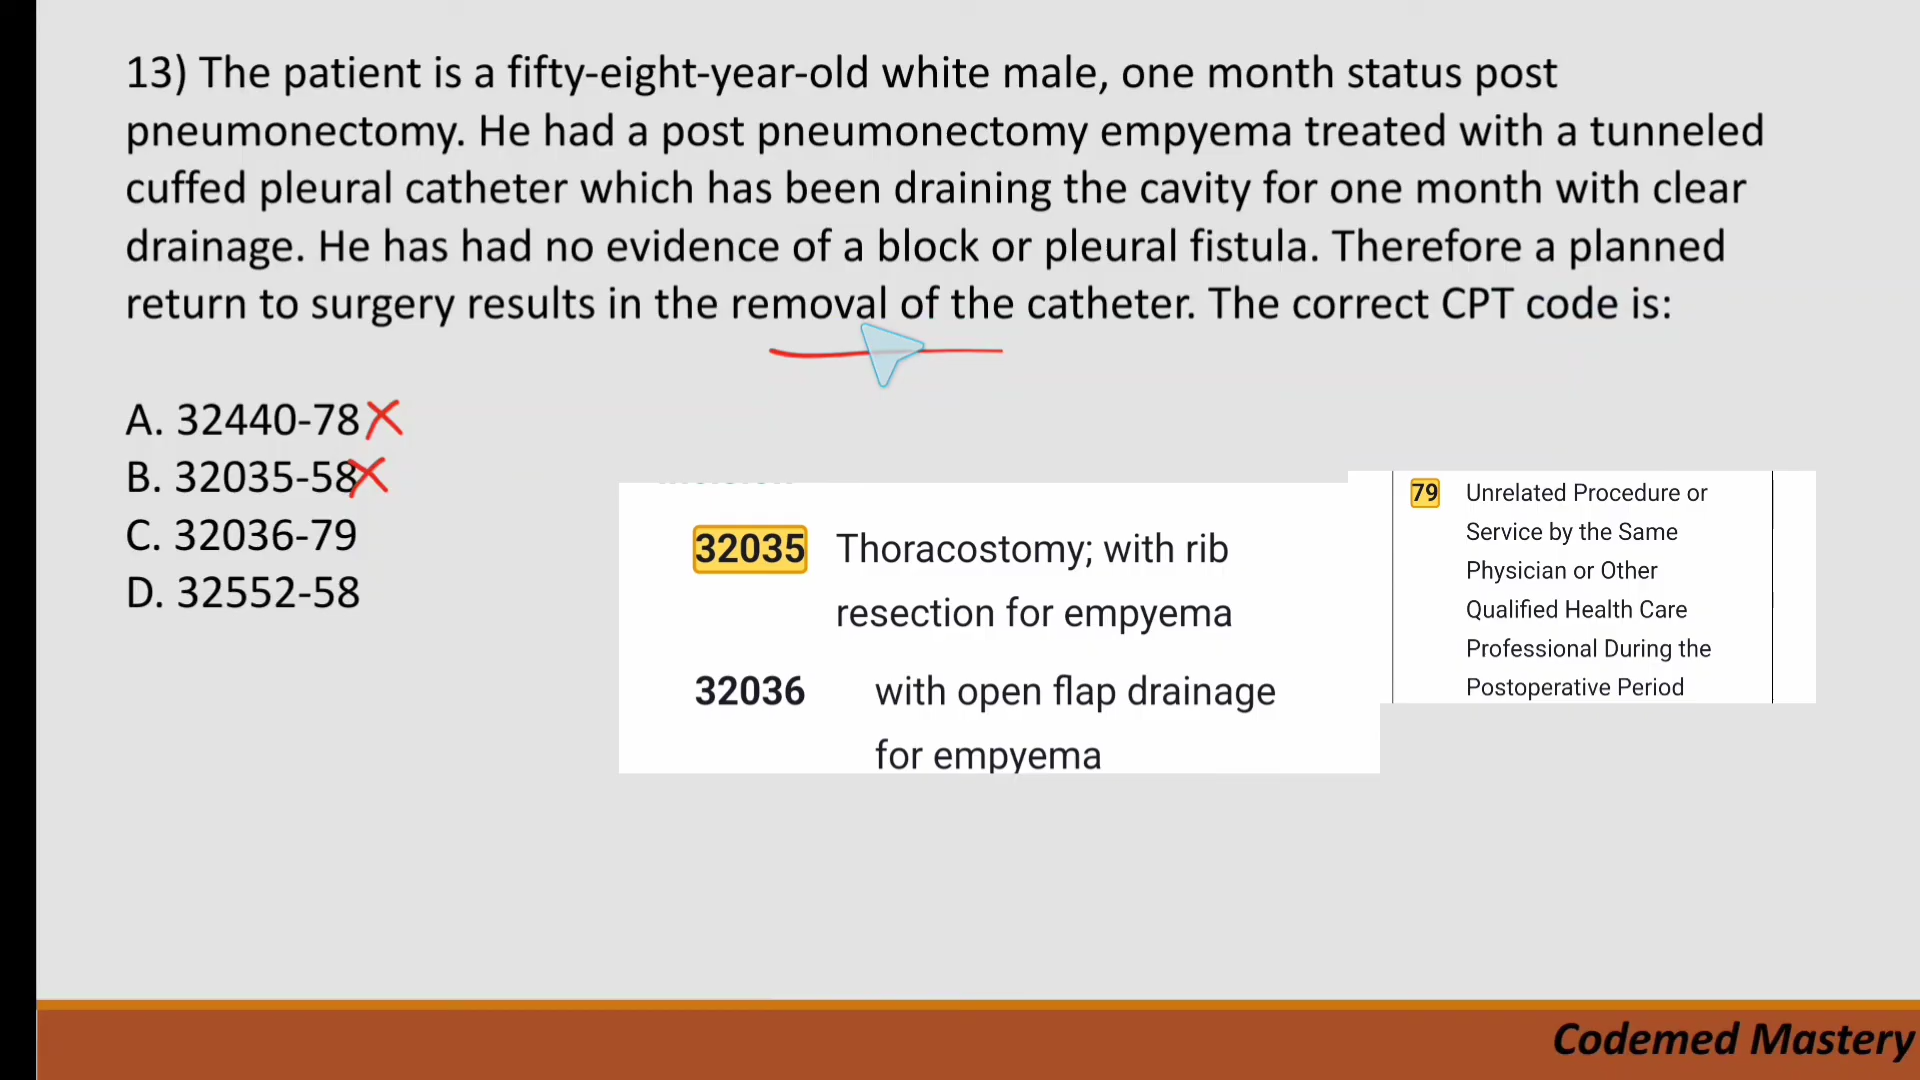 13) The patient is a fifty-eight-year-old white male, one month status post
pneumonectomy. He had a post pneumonectomy empyema treated with a tunneled
cuffed pleural catheter which has been draining the cavity for one month with clear
drainage. He has had no evidence of a block or pleural fistula. Therefore a planned
return to surgery results in the removal of the catheter. The correct CPT code is:
A. 32440-78
B. 32035-58
C. 32036-79
D. 32552-58
32035 Thoracostomy; with rib
resection for empyema
32036 with open flap drainage
for empyema
79 Unrelated Procedure or
Service by the Same
Physician or Other
Qualified Health Care
Professional During the
Postoperative Period
Codemed Mastery